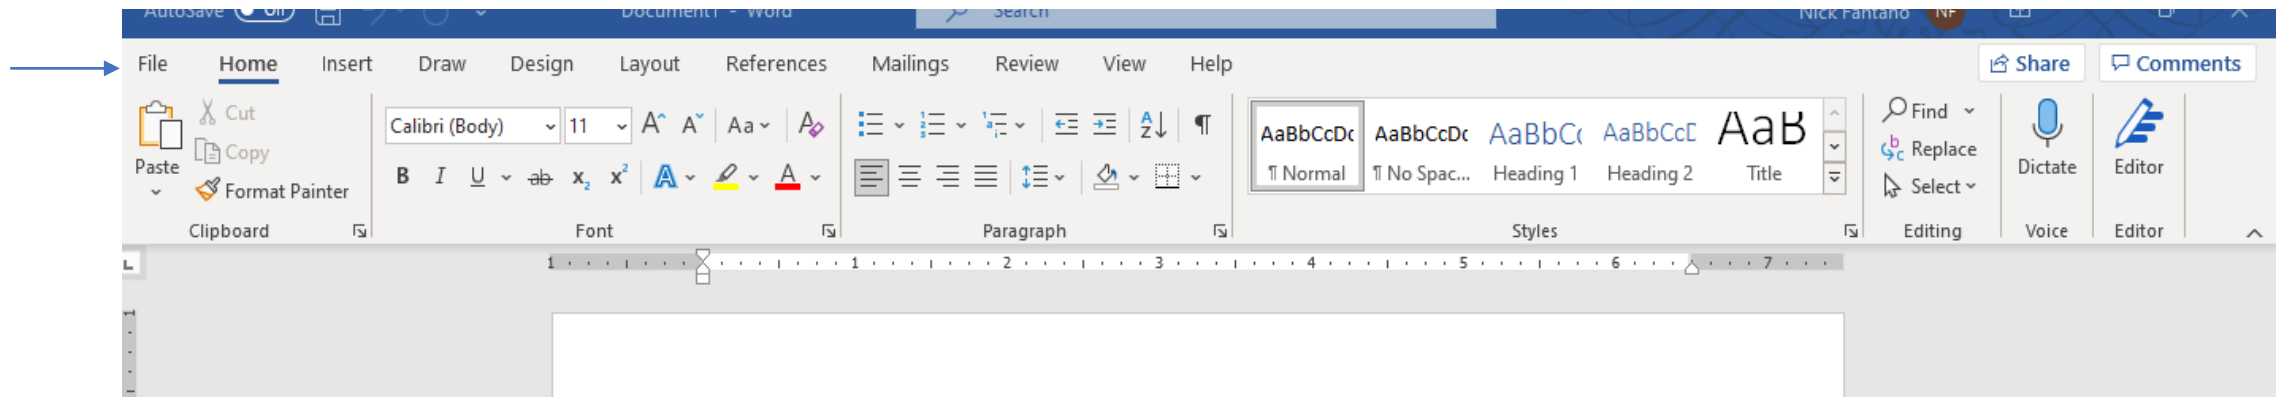 AutoSave Off Document1 - Word Search Nick Fantano NF
File Home Insert Draw Design Layout References Mailings Review View Help Share Comments
Cut
Copy
Paste
Format Painter
Clipboard
Calibri (Body) 11 Aa
B I U ab x2 x2 A A
Font
Paragraph
AaBbCcDc AaBbCcDc AaBbC AaBbCcD AaB
¶ Normal ¶ No Spac... Heading 1 Heading 2 Title
Styles
Find
Replace
Select
Editing
Dictate
Voice
Editor
Editor
L
1 1 2 3 4 5 6 7
1